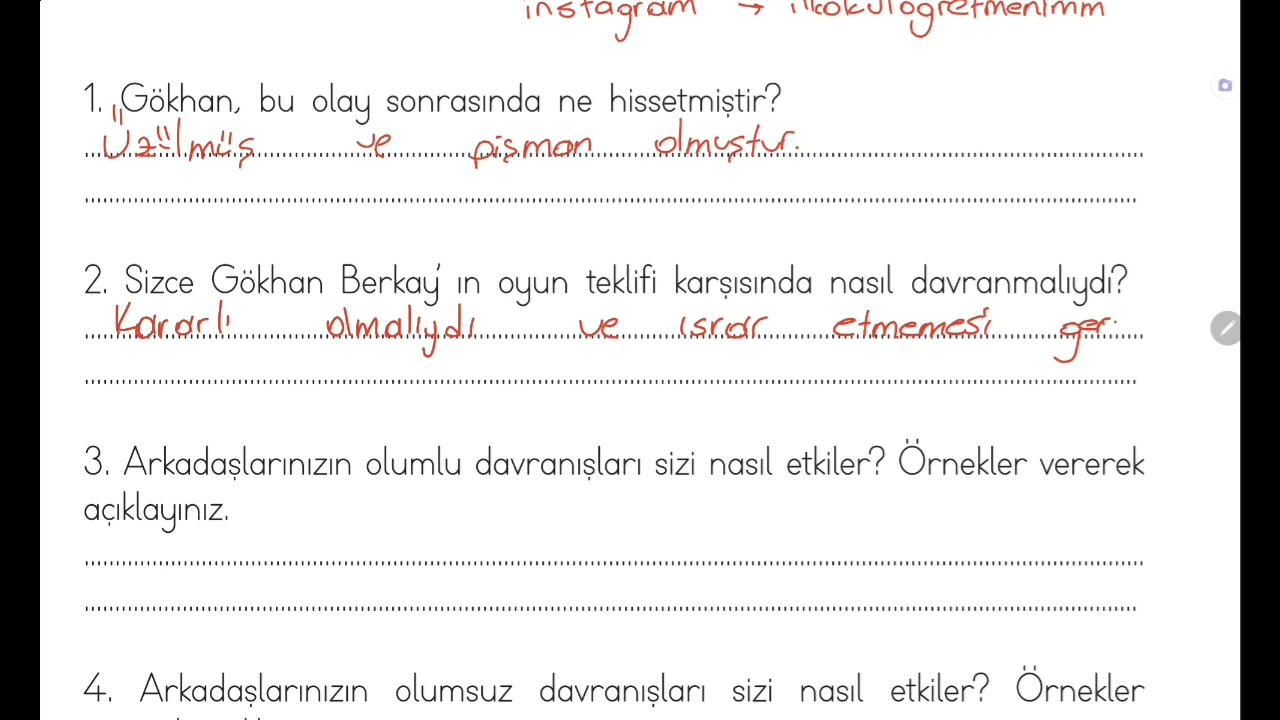 instagram → ilkokulöğretmenimm
1. Gökhan, bu olay sonrasında ne hissetmiştir?
Üzülmüş ve pişman olmuştur.
2. Sizce Gökhan Berkay'ın oyun teklifi karşısında nasıl davranmalıydı?
Kararlı olmalıydı ve ısrar etmemesi ger.
3. Arkadaşlarınızın olumlu davranışları sizi nasıl etkiler? Örnekler vererek
açıklayınız.
4. Arkadaşlarınızın olumsuz davranışları sizi nasıl etkiler? Örnekler